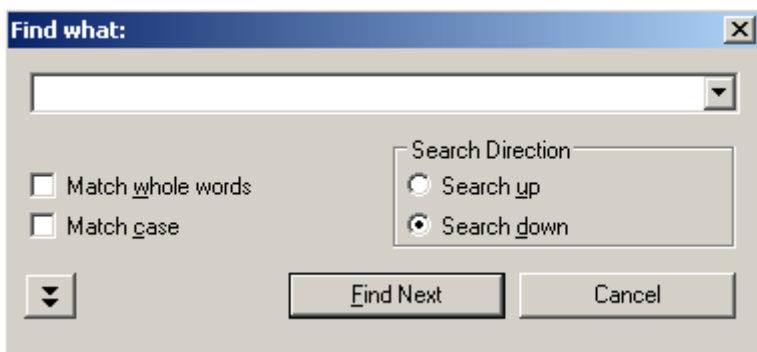 Find what:
Search Direction
Match whole words
Search up
Match case
Search down
Find Next
Cancel